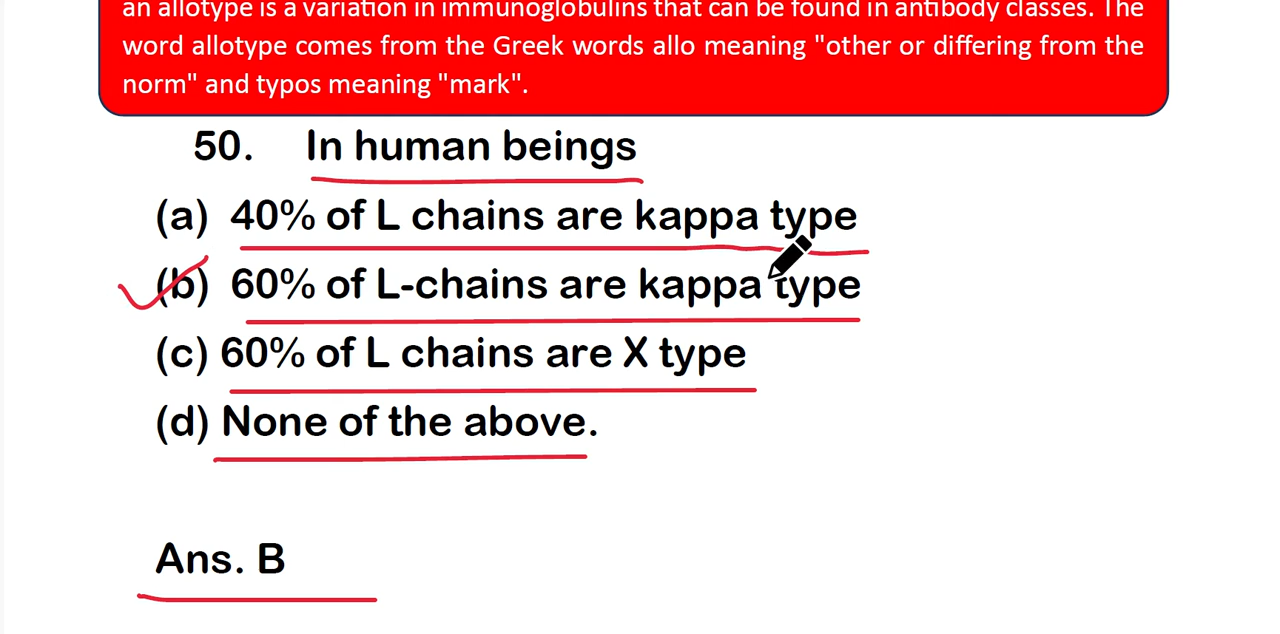 an allotype is a variation in immunoglobulins that can be found in antibody classes. The
word allotype comes from the Greek words allo meaning "other or differing from the
norm" and typos meaning "mark".
50. In human beings
(a) 40% of L chains are kappa type
(b) 60% of L-chains are kappa type
(c) 60% of L chains are X type
(d) None of the above.
Ans. B